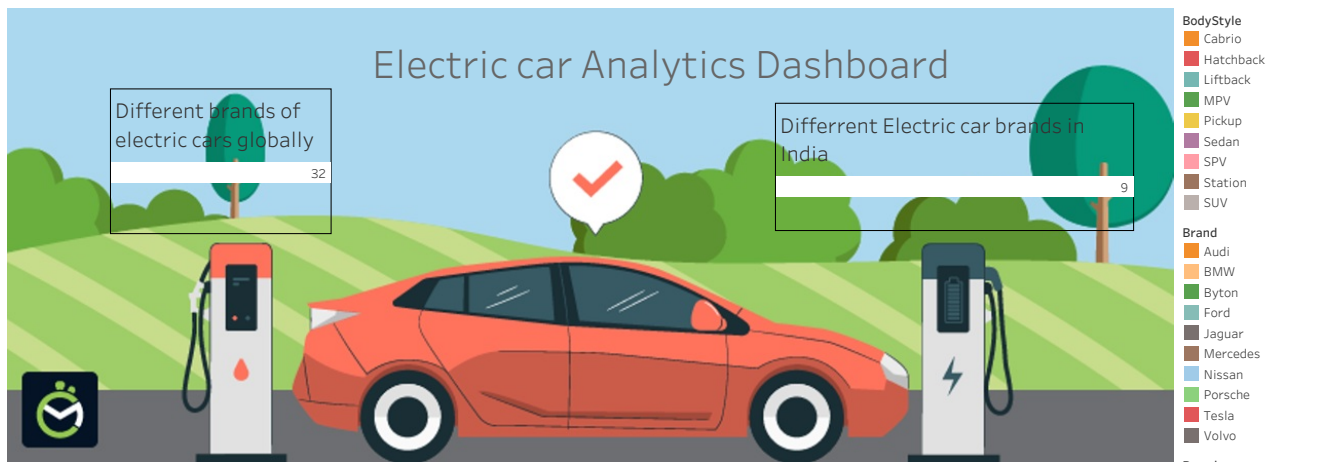 Electric car Analytics Dashboard
Different brands of
electric cars globally
32
Differrent Electric car brands in
India
9
BodyStyle
Cabrio
Hatchback
Liftback
MPV
Pickup
Sedan
SPV
Station
SUV
Brand
Audi
BMW
Byton
Ford
Jaguar
Mercedes
Nissan
Porsche
Tesla
Volvo